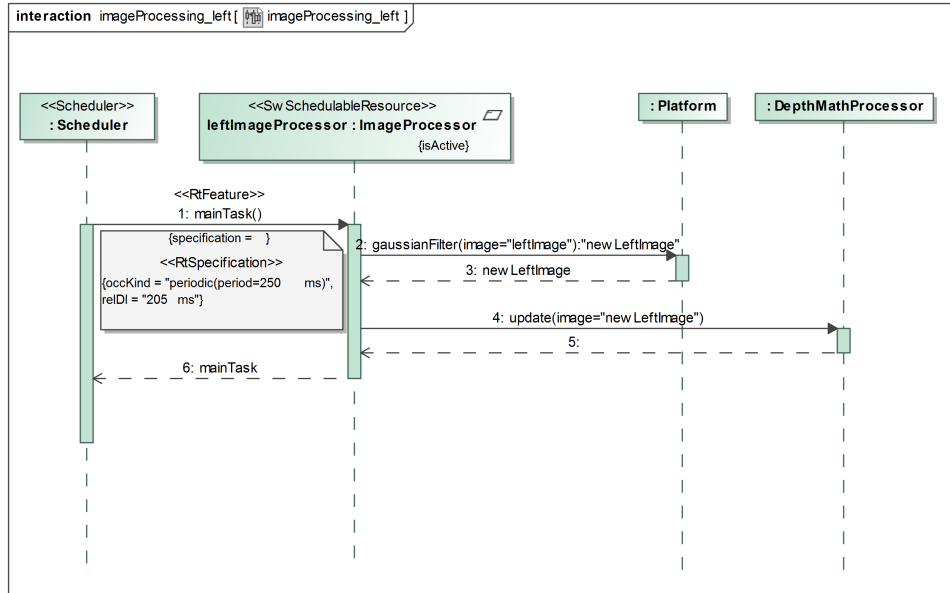 interaction imageProcessing_left[ imageProcessing_left ]
<<Scheduler>>
: Scheduler
<<Sw SchedulableResource>>
leftImageProcessor : ImageProcessor
{isActive}
: Platform
: DepthMathProcessor
<<RtFeature>>
1: mainTask()
{specification = }
<<RtSpecification>>
{occKind = "periodic(period=250 ms)",
relDl = "205 ms"}
2: gaussianFilter(image="leftImage"):"new LeftImage"
3: new LeftImage
4: update(image="new LeftImage")
5:
6: mainTask